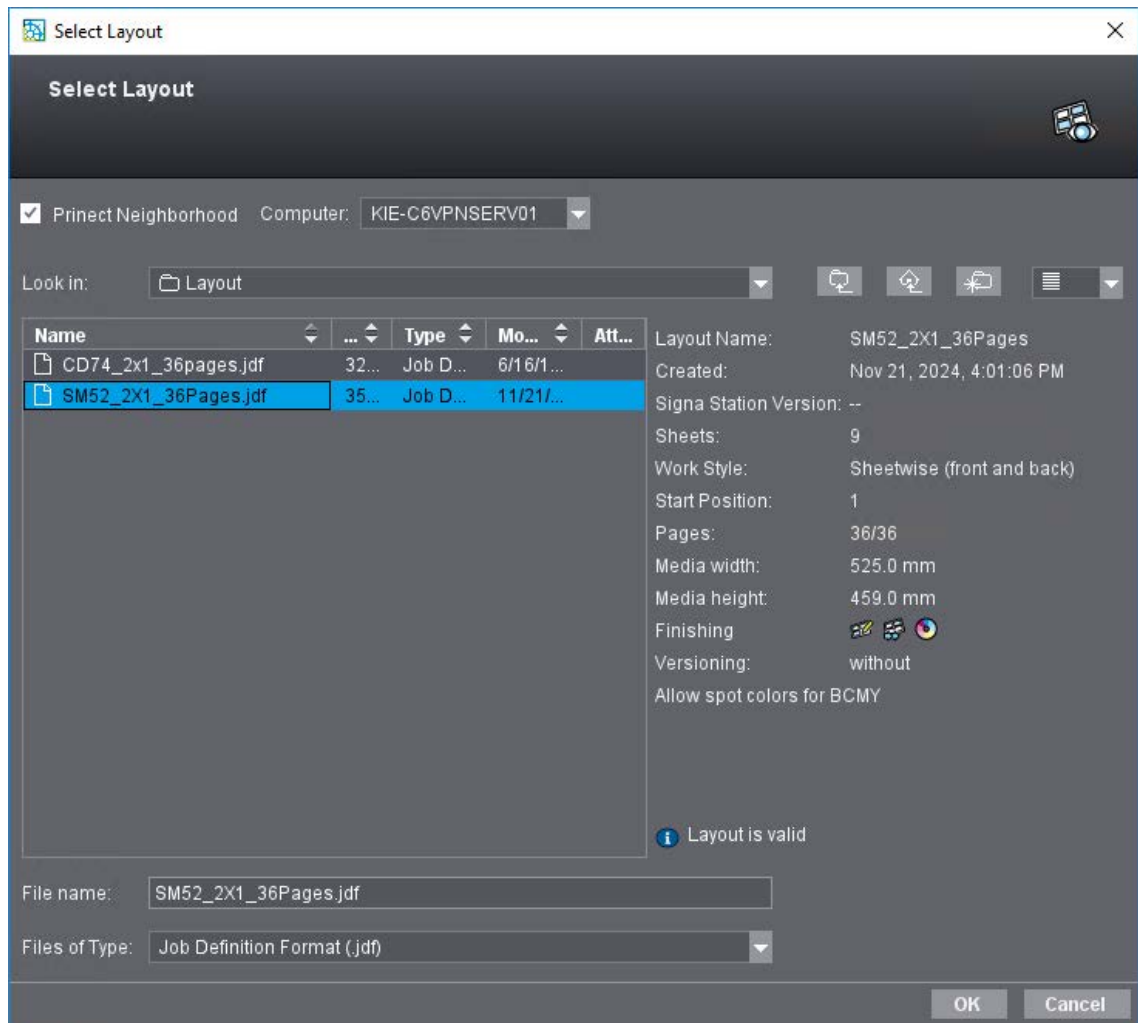 Select Layout
Select Layout
Prinect Neighborhood Computer: KIE-C6VPNSERV01
Look in: Layout
Name ... Type Mo... Att...
CD74_2x1_36pages.jdf 32... Job D... 6/16/1...
SM52_2X1_36Pages.jdf 35... Job D... 11/21/...
Layout Name: SM52_2X1_36Pages
Created: Nov 21, 2024, 4:01:06 PM
Signa Station Version: --
Sheets: 9
Work Style: Sheetwise (front and back)
Start Position: 1
Pages: 36/36
Media width: 525.0 mm
Media height: 459.0 mm
Finishing
Versioning: without
Allow spot colors for BCMY
Layout is valid
File name: SM52_2X1_36Pages.jdf
Files of Type: Job Definition Format (.jdf)
OK Cancel